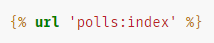 {% url 'polls:index' %}